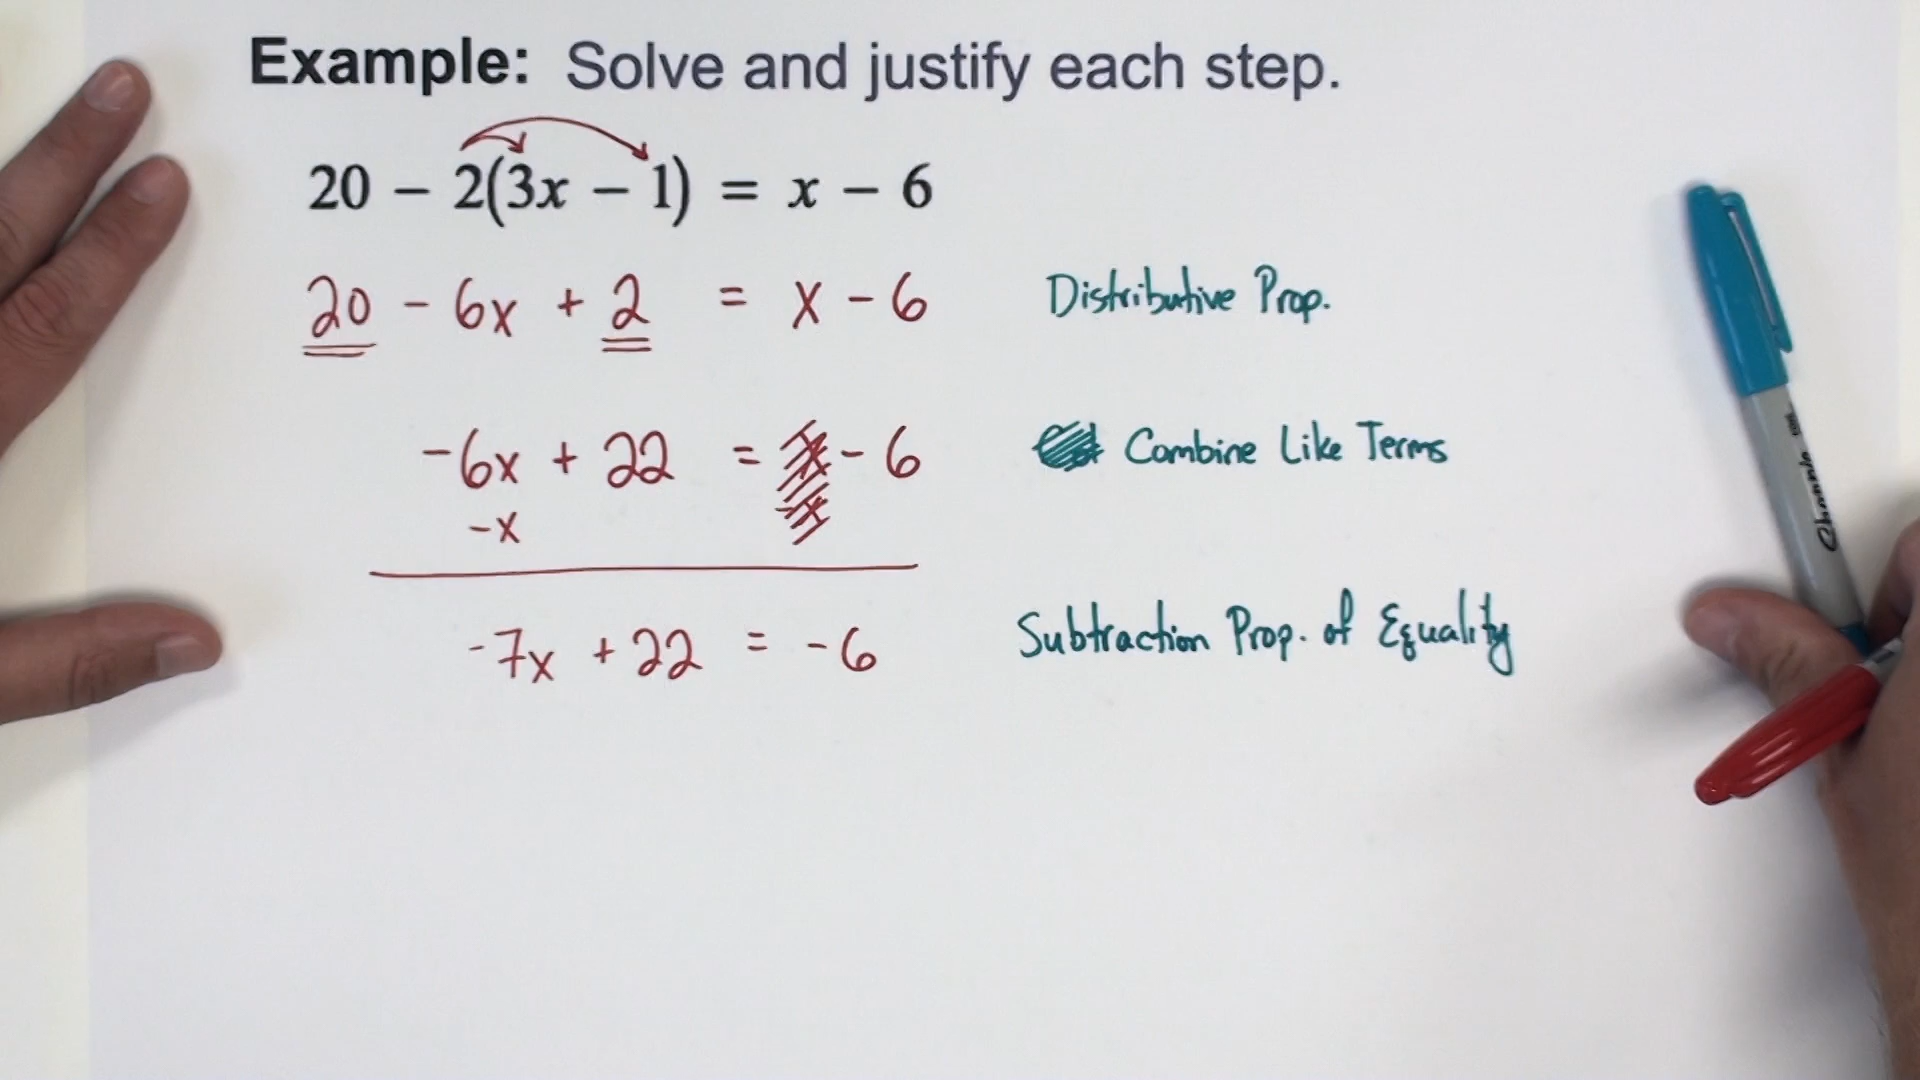 Example: Solve and justify each step.
20 − 2(3x − 1) = x − 6
20 - 6x + 2 = x - 6 Distributive Prop.
-6x + 22 = x - 6 Combine Like Terms
-x -x
-7x + 22 = -6 Subtraction Prop. of Equality
Sharpie